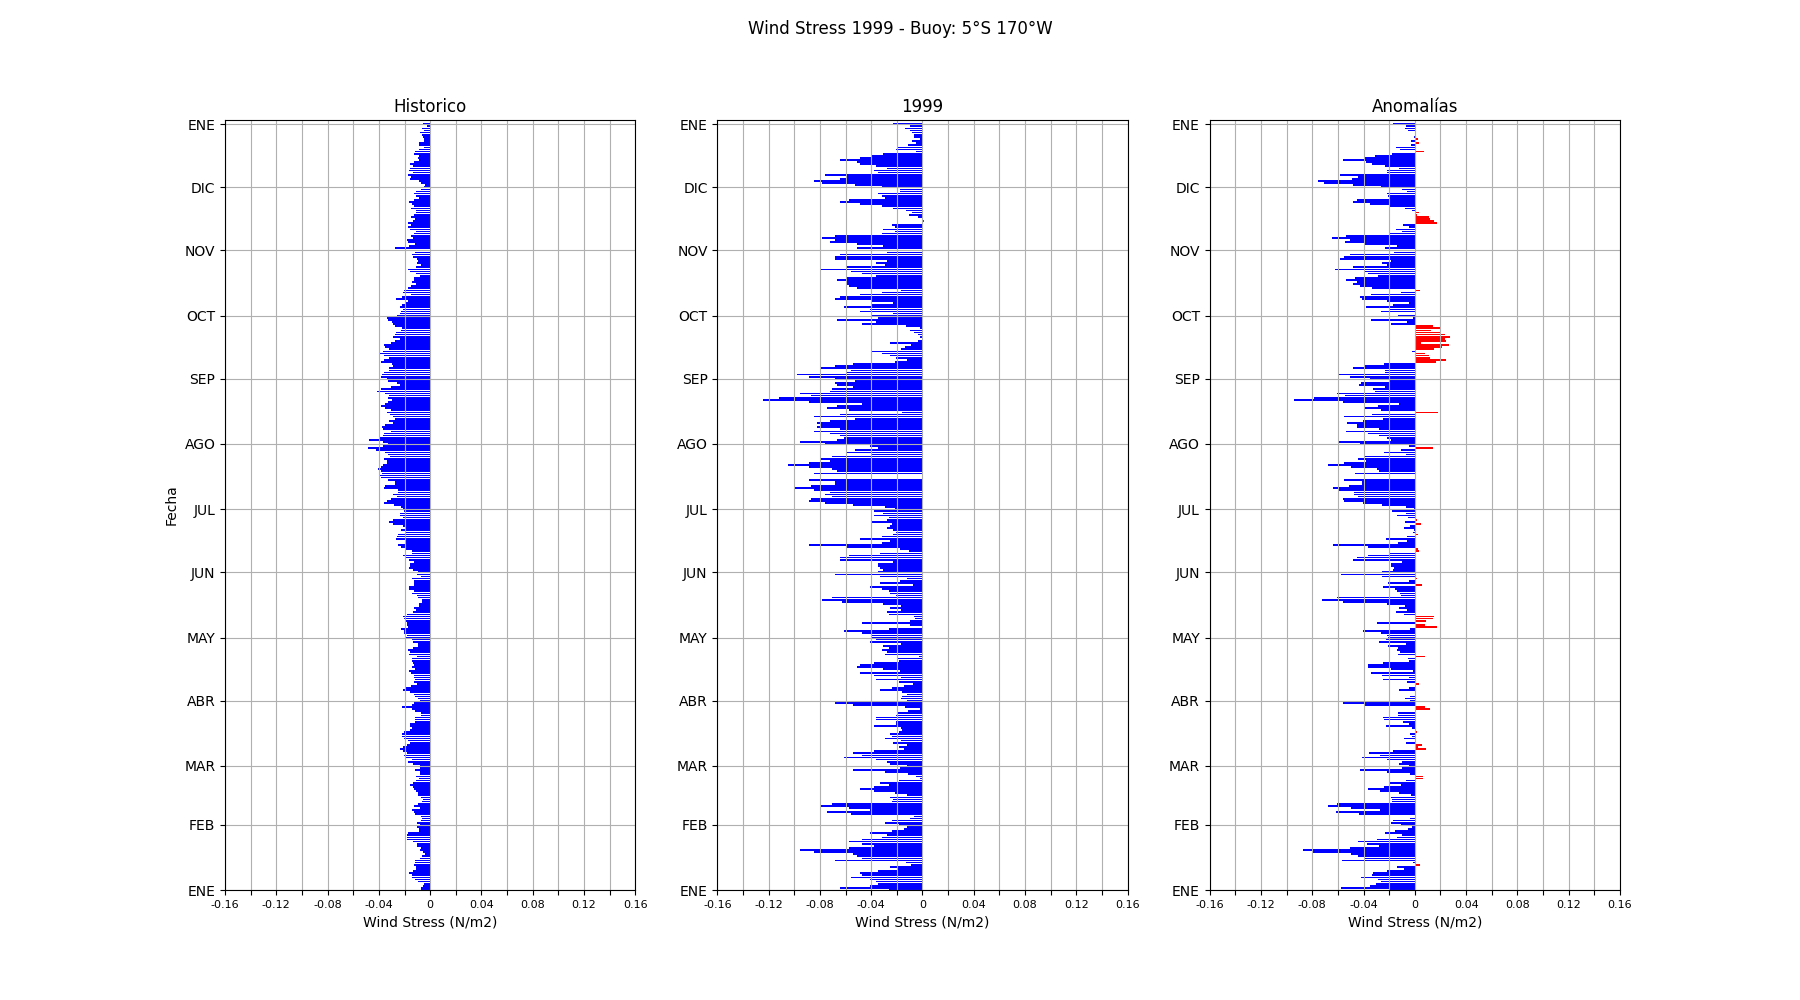 Wind Stress 1999 - Buoy: 5°S 170°W
Historico
1999
Anomalías
ENE
DIC
NOV
OCT
SEP
AGO
JUL
JUN
MAY
ABR
MAR
FEB
ENE
Fecha
-0.16 -0.12 -0.08 -0.04 0 0.04 0.08 0.12 0.16
Wind Stress (N/m2)
ENE
DIC
NOV
OCT
SEP
AGO
JUL
JUN
MAY
ABR
MAR
FEB
ENE
-0.16 -0.12 -0.08 -0.04 0 0.04 0.08 0.12 0.16
Wind Stress (N/m2)
ENE
DIC
NOV
OCT
SEP
AGO
JUL
JUN
MAY
ABR
MAR
FEB
ENE
-0.16 -0.12 -0.08 -0.04 0 0.04 0.08 0.12 0.16
Wind Stress (N/m2)